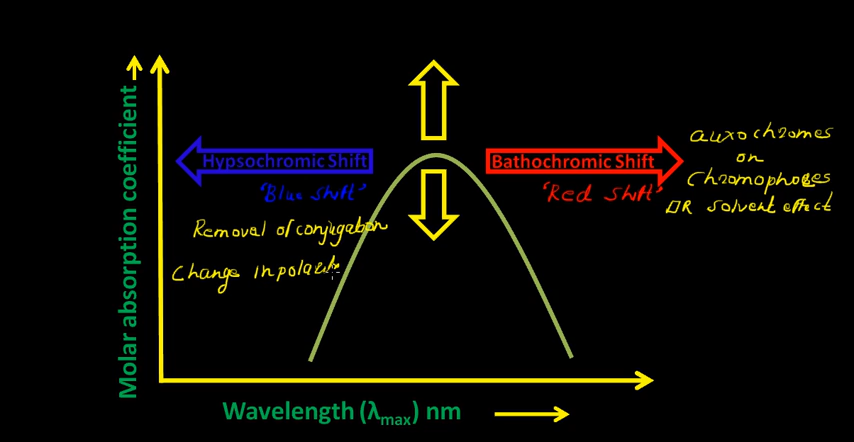 Molar absorption coefficient
Hypsochromic Shift
'Blue shift'
Removal of conjugation
Change in polarity
Bathochromic Shift
'Red shift'
auxochromes
on
Chromophores
OR solvent effect
Wavelength (λmax) nm